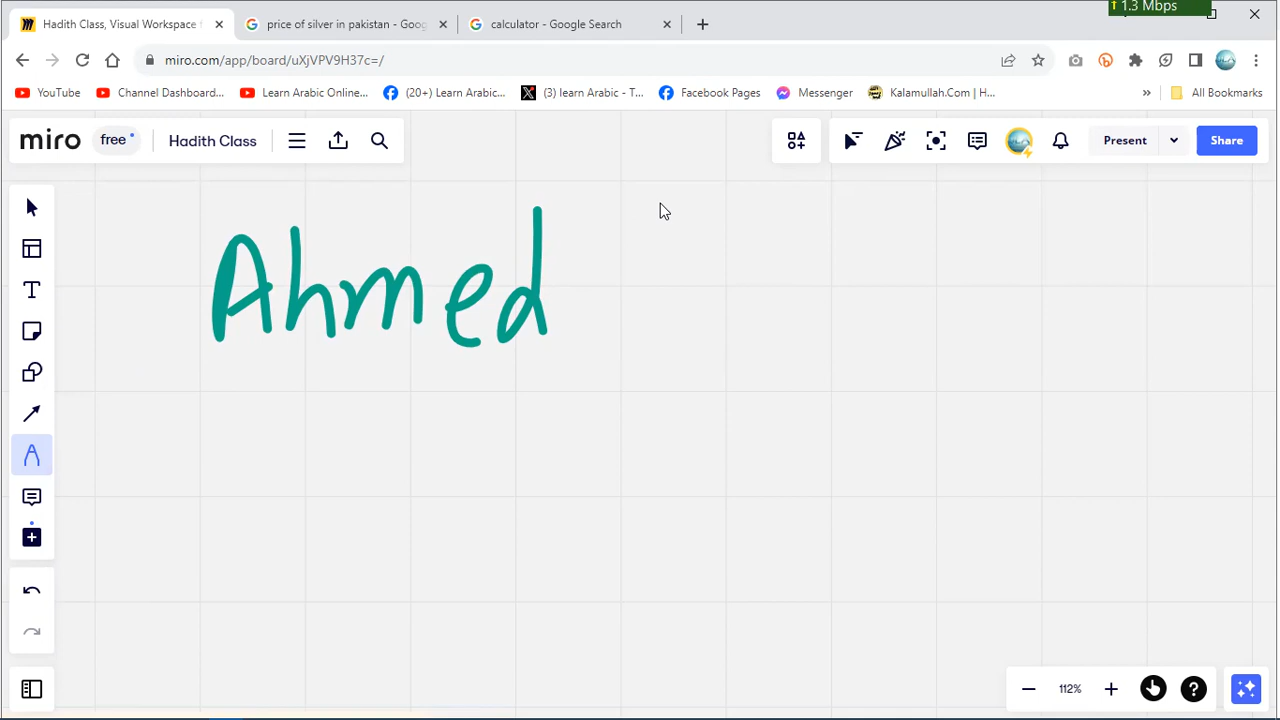 Hadith Class, Visual Workspace f
price of silver in pakistan - Goog
calculator - Google Search
1.3 Mbps
miro.com/app/board/uXjVPV9H37c=/
YouTube
Channel Dashboard...
Learn Arabic Online...
(20+) Learn Arabic...
(3) learn Arabic - T...
Facebook Pages
Messenger
Kalamullah.Com | H...
»
All Bookmarks
miro
free
Hadith Class
Present
Share
Ahmed
112%